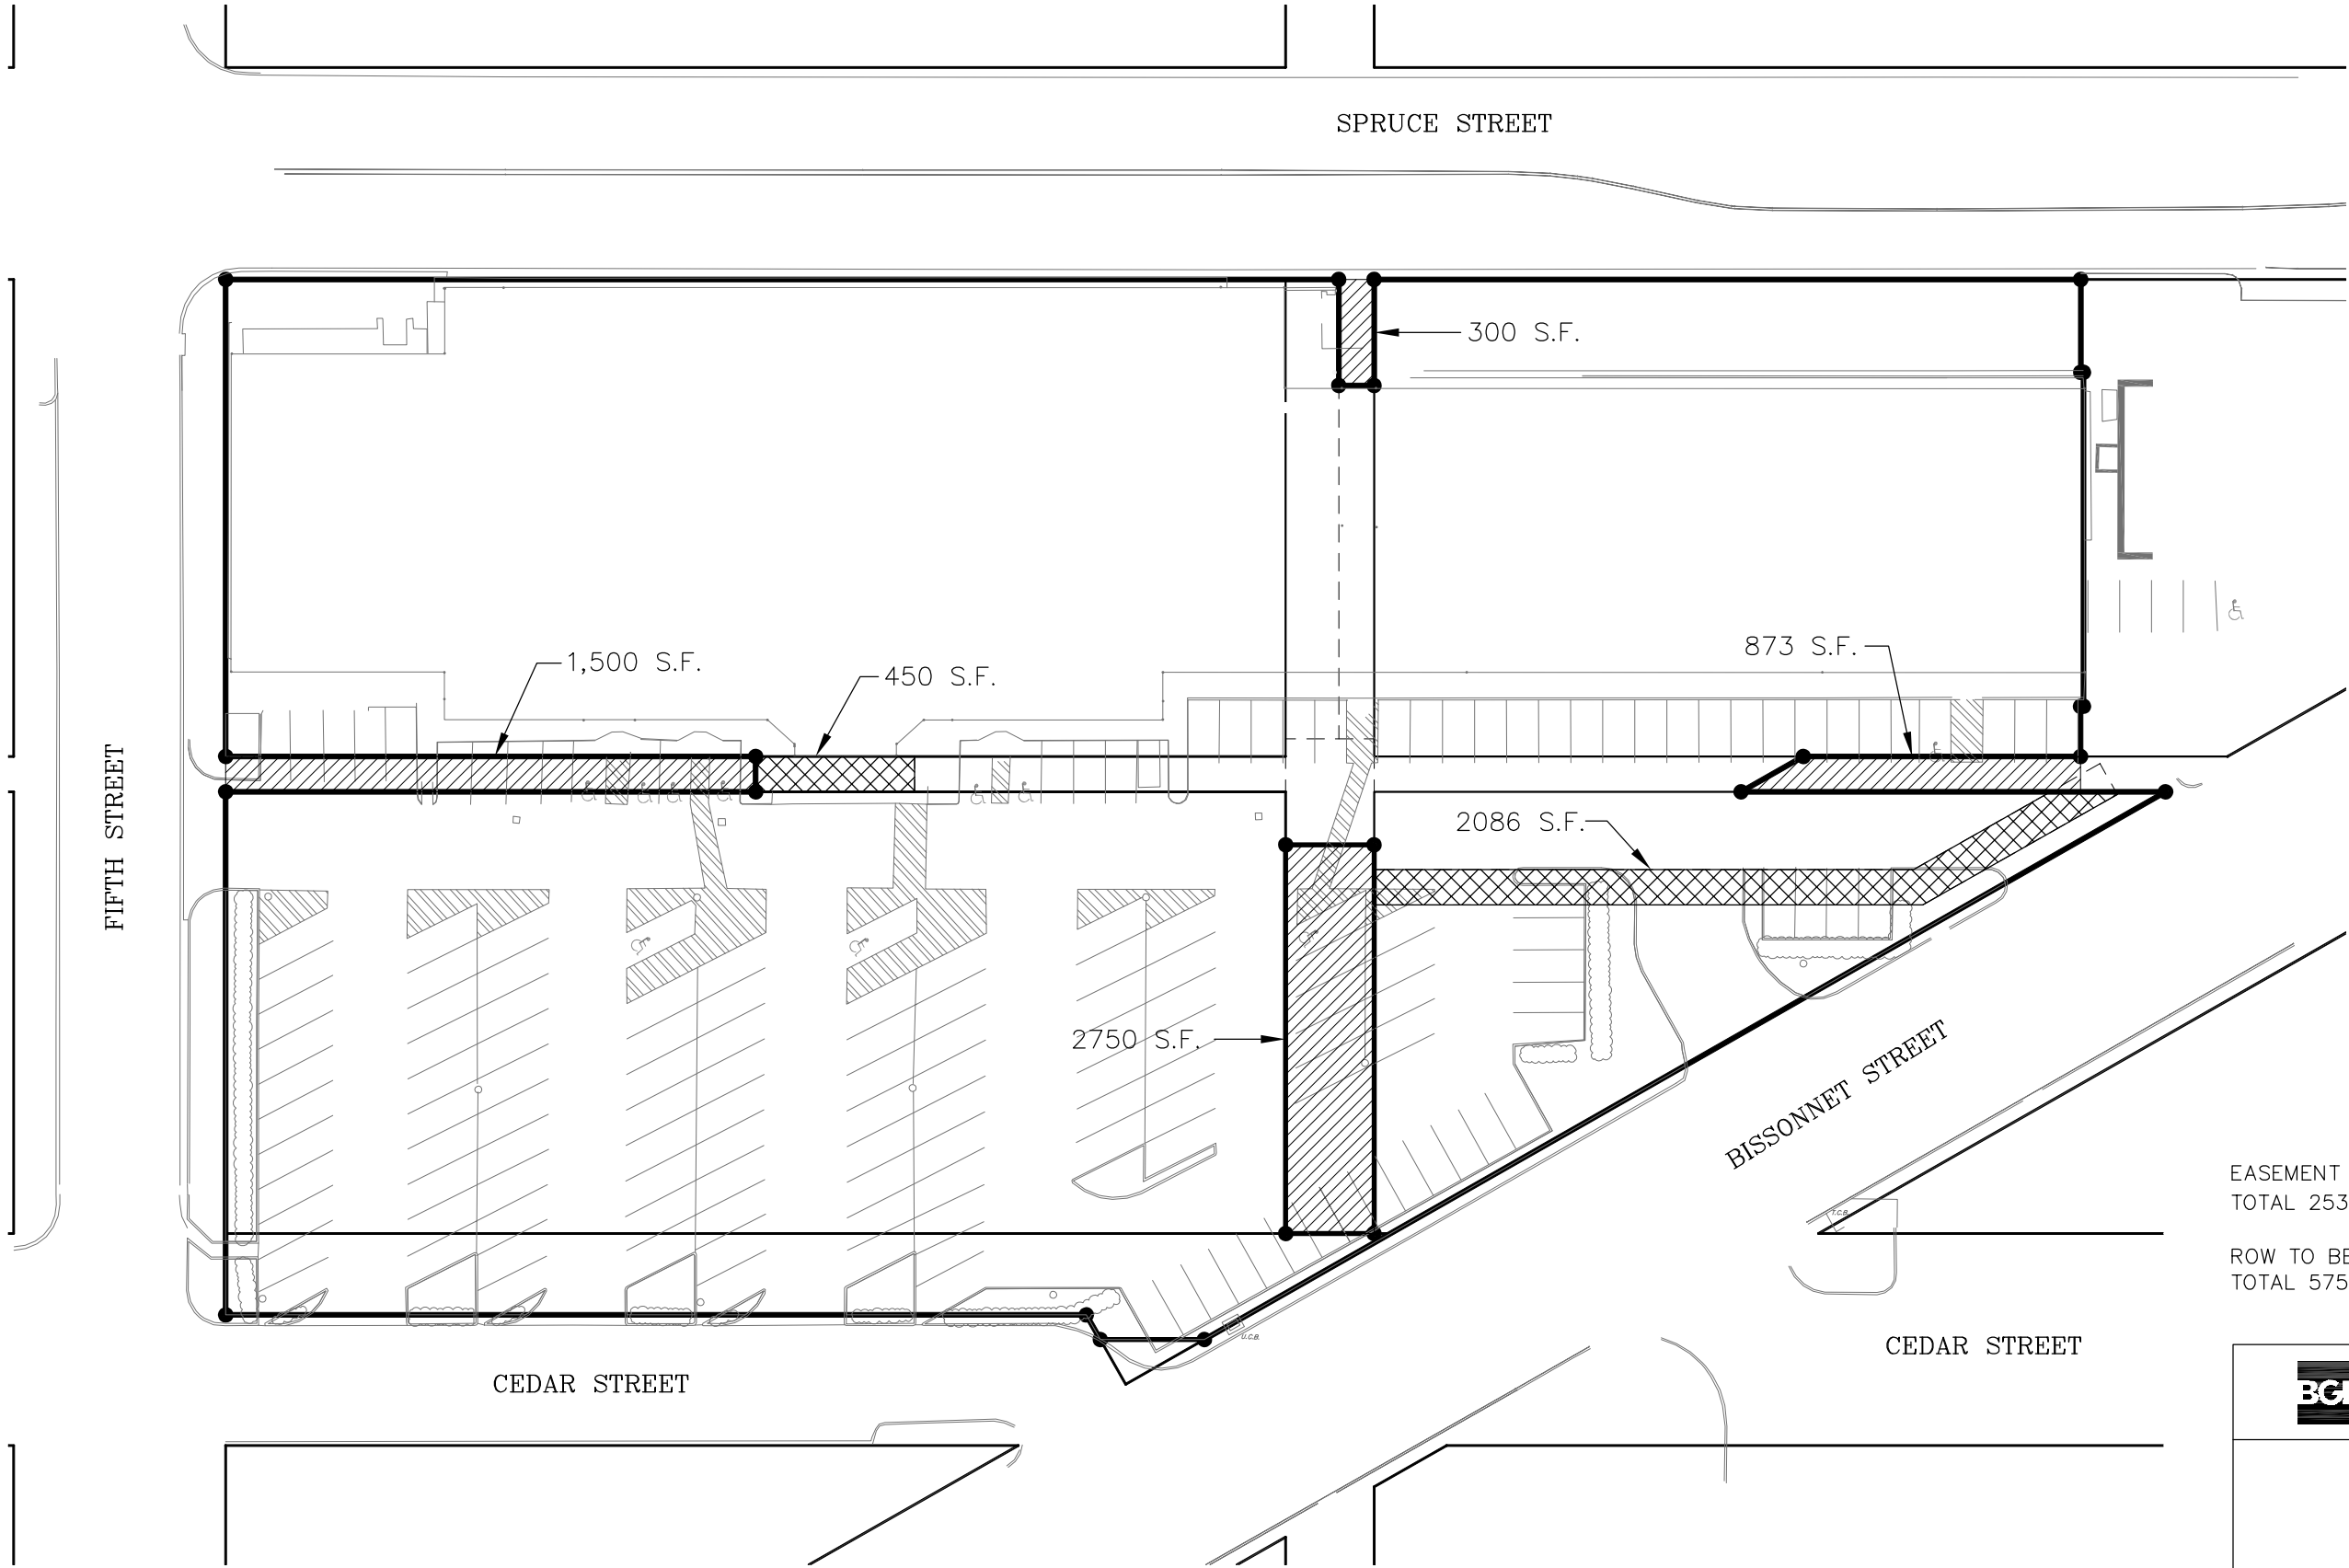 SPRUCE STREET
300 S.F.
1,500 S.F.
450 S.F.
873 S.F.
FIFTH STREET
2086 S.F.
2750 S.F.
BISSONNET STREET
EASEMENT
TOTAL 253
T.C.B.
ROW TO BE
TOTAL 575
U.C.B.
CEDAR STREET
CEDAR STREET